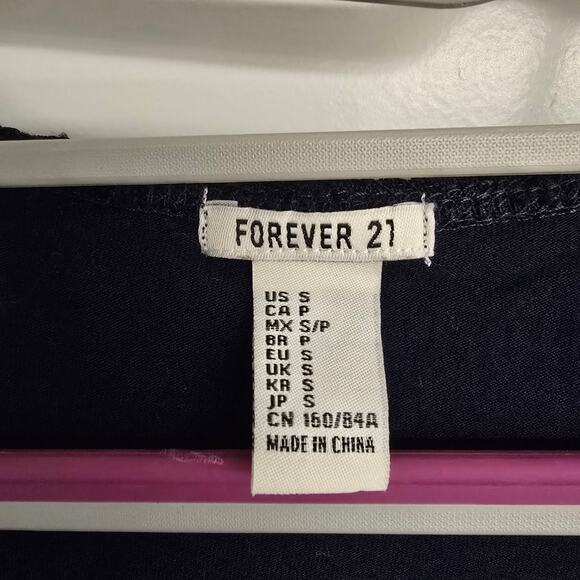 FOREVER 21
US S
CA P
MX S/P
BR P
EU S
UK S
KR S
JP S
CN 160/84A
MADE IN CHINA